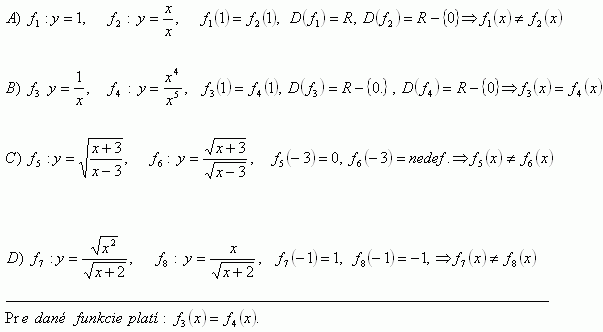 A) f₁ : y = 1, f₂ : y = x/x, f₁(1) = f₂(1), D(f₁) = R, D(f₂) = R − {0} ⇒ f₁(x) ≠ f₂(x)
B) f₃ y = 1/x, f₄ : y = x⁴/x⁵, f₃(1) = f₄(1), D(f₃) = R − {0.} , D(f₄) = R − {0} ⇒ f₃(x) = f₄(x)
C) f₅ : y = √((x+3)/(x−3)), f₆ : y = √(x+3)/√(x−3), f₅(−3) = 0, f₆(−3) = nedef. ⇒ f₅(x) ≠ f₆(x)
D) f₇ : y = √(x²)/√(x+2), f₈ : y = x/√(x+2), f₇(−1) = 1, f₈(−1) = −1, ⇒ f₇(x) ≠ f₈(x)
Pre dané funkcie platí : f₃(x) = f₄(x).